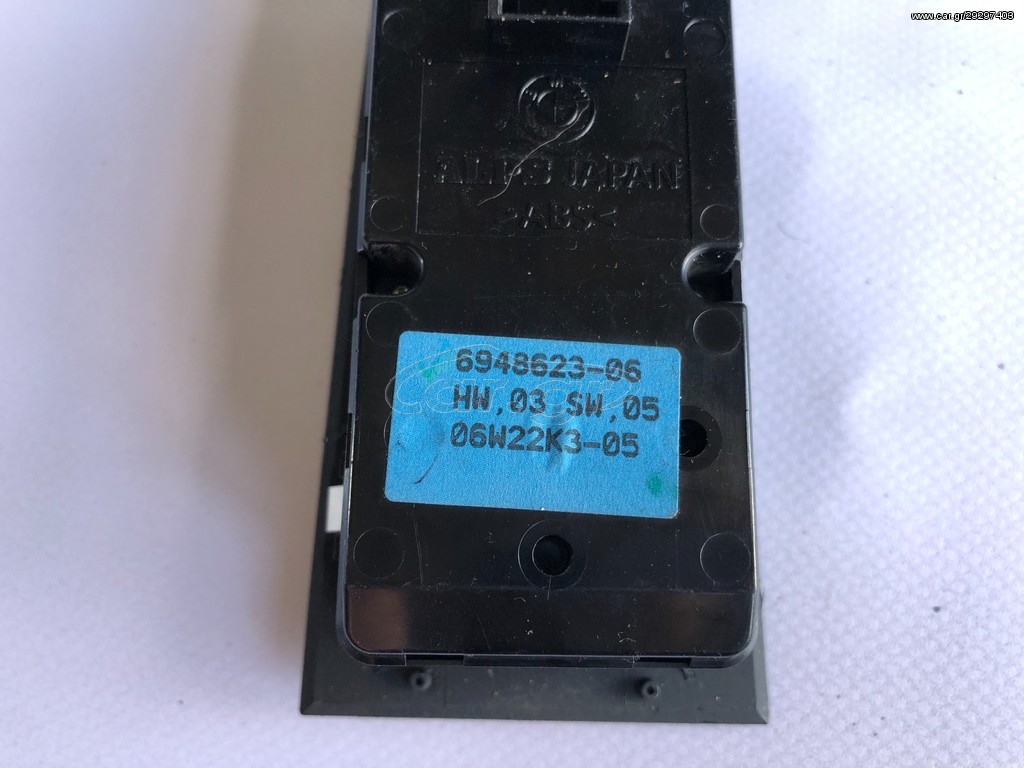 www.car.gr/29297403
ALPS JAPAN
>ABS<
6948623-06
HW,03 SW,05
06W22K3-05